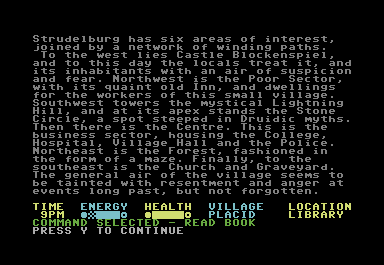 Strudelburg has six areas of interest,
joined by a network of winding paths.
To the west lies Castle Blockenspiel,
and to this day the locals treat it, and
its inhabitants with an air of suspicion
and fear. Northwest is the Poor Sector,
with its quaint old Inn, and dwellings
for the workers of this small village.
Southwest towers the mystical Lightning
Hill, and at its apex stands the Stone
Circle, a spot steeped in Druidic myths.
Then there is the Centre. This is the
business sector, housing the College,
Hospital, Village Hall and the Police.
Northeast is the Forest, fashioned in
the form of a maze. Finally, to the
southeast is the Church and Graveyard.
The general air of the village seems to
be tainted with resentment and anger at
events long past, but not forgotten.
TIME ENERGY HEALTH VILLAGE LOCATION
9PM PLACID LIBRARY
COMMAND SELECTED - READ BOOK
PRESS Y TO CONTINUE